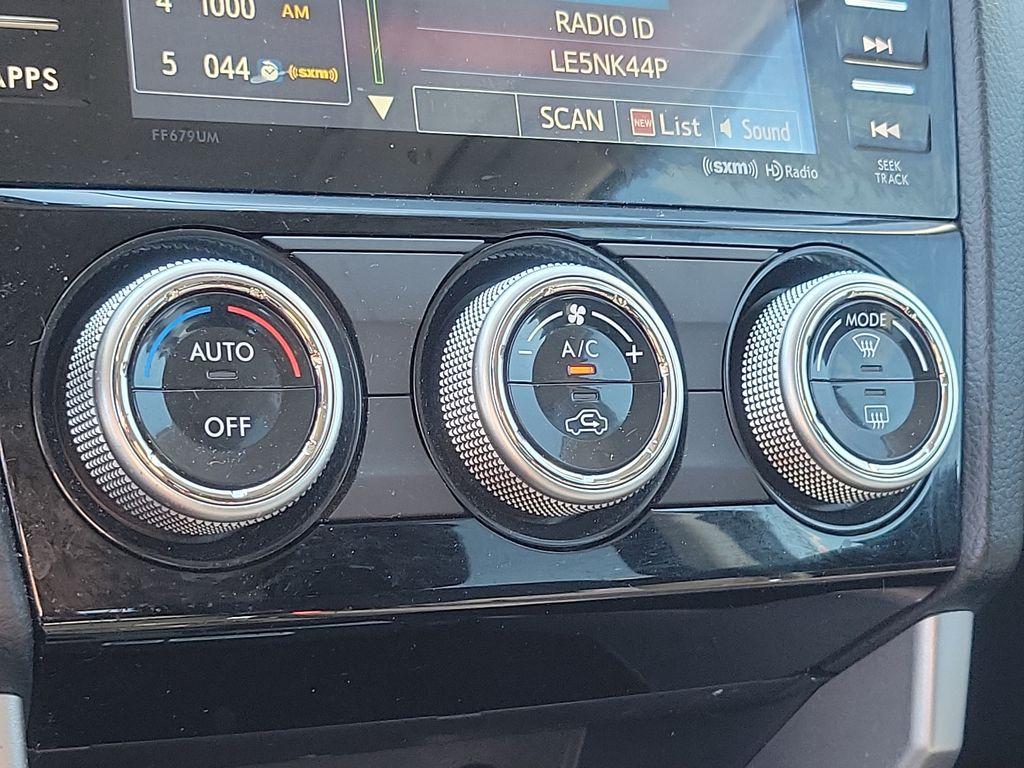 4 1000 AM
5 044 ((sxm))
RADIO ID
LE5NK44P
SCAN NEW List Sound
APPS
FF679UM
((sxm)) HD Radio
SEEK
TRACK
AUTO
OFF
A/C
- +
MODE